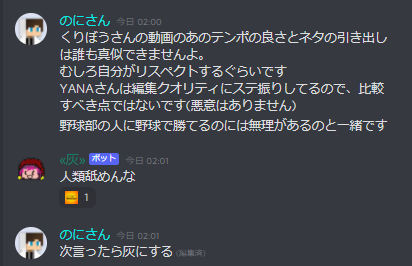 のにさん 今日 02:00
くりぼうさんの動画のあのテンポの良さとネタの引き出し
は誰も真似できませんよ。
むしろ自分がリスペクトするぐらいです
YANAさんは編集クオリティにステ振りしてるので、比較
すべき点ではないです(悪意はありません)
野球部の人に野球で勝てるのには無理があるのと一緒です
«灰» ボット 今日 02:01
人類舐めんな
1
のにさん 今日 02:01
次言ったら灰にする (編集済)